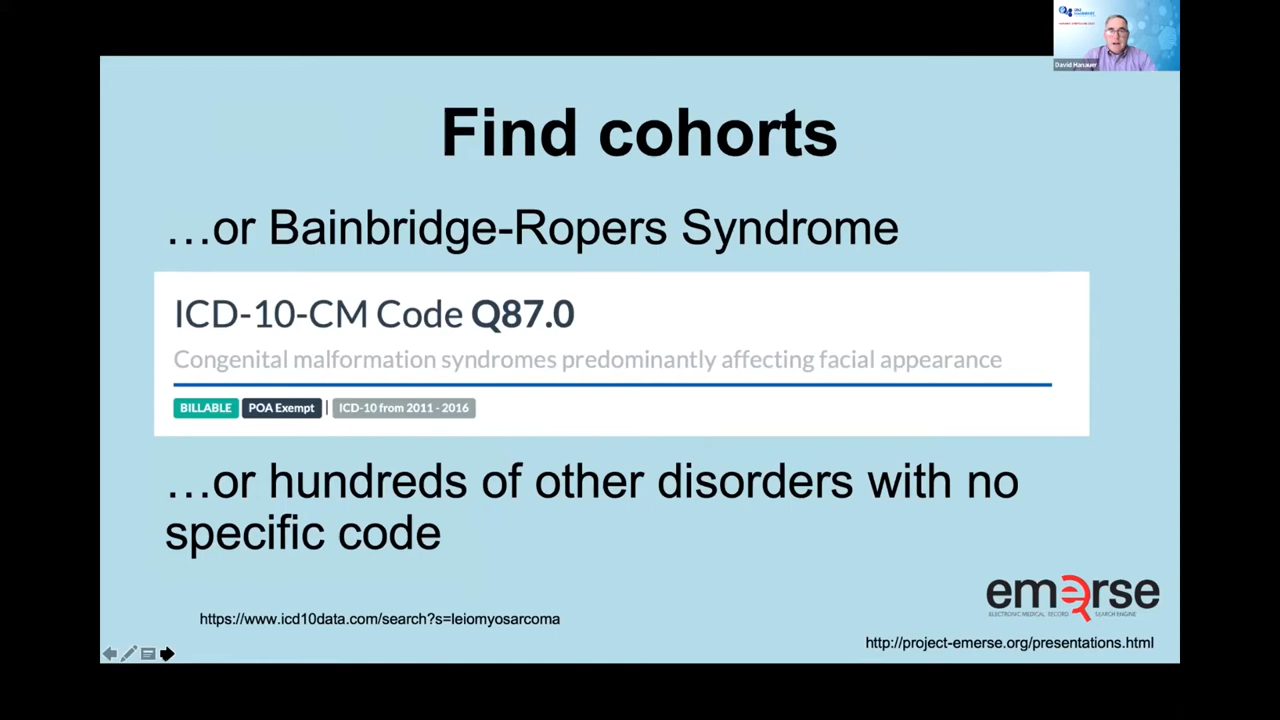 David Hanauer
Find cohorts
…or Bainbridge-Ropers Syndrome
ICD-10-CM Code Q87.0
Congenital malformation syndromes predominantly affecting facial appearance
BILLABLE POA Exempt | ICD-10 from 2011 - 2016
…or hundreds of other disorders with no
specific code
emerse
ELECTRONIC MEDICAL RECORD SEARCH ENGINE
https://www.icd10data.com/search?s=leiomyosarcoma
http://project-emerse.org/presentations.html